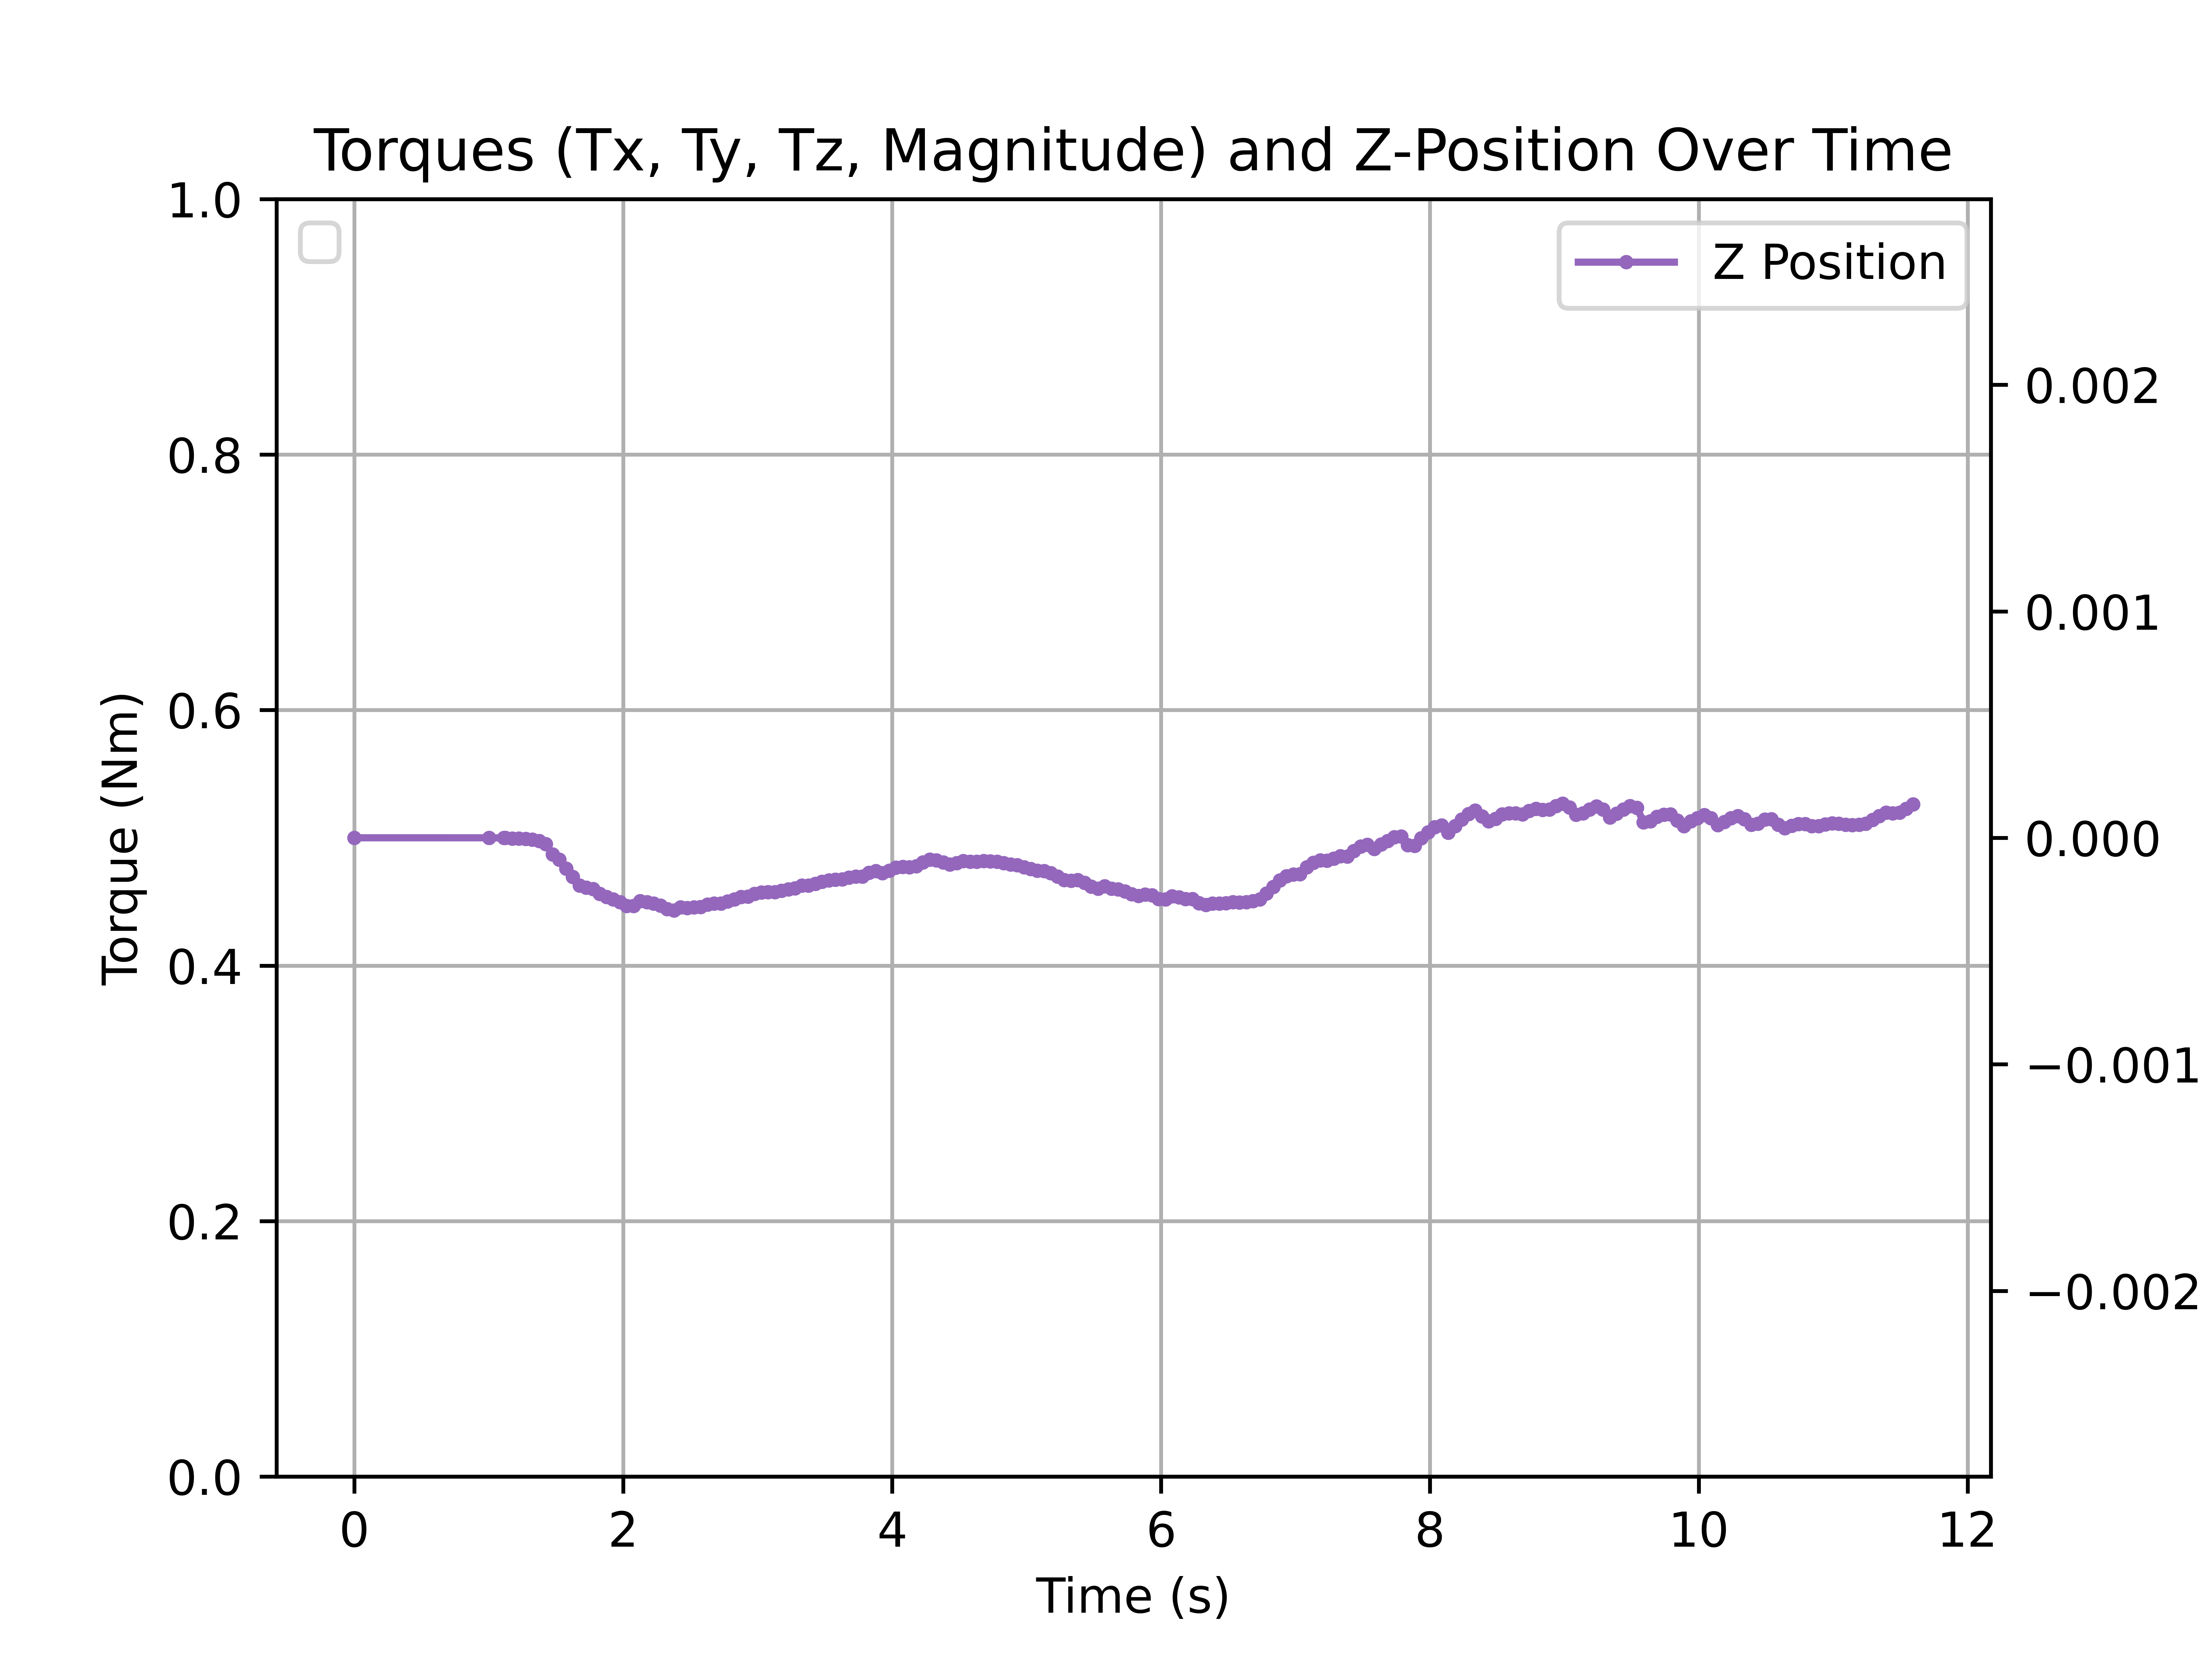 Torques (Tx, Ty, Tz, Magnitude) and Z-Position Over Time
Z Position
1.0
0.8
0.6
0.4
0.2
0.0
Torque (Nm)
0.002
0.001
0.000
−0.001
−0.002
0 2 4 6 8 10 12
Time (s)